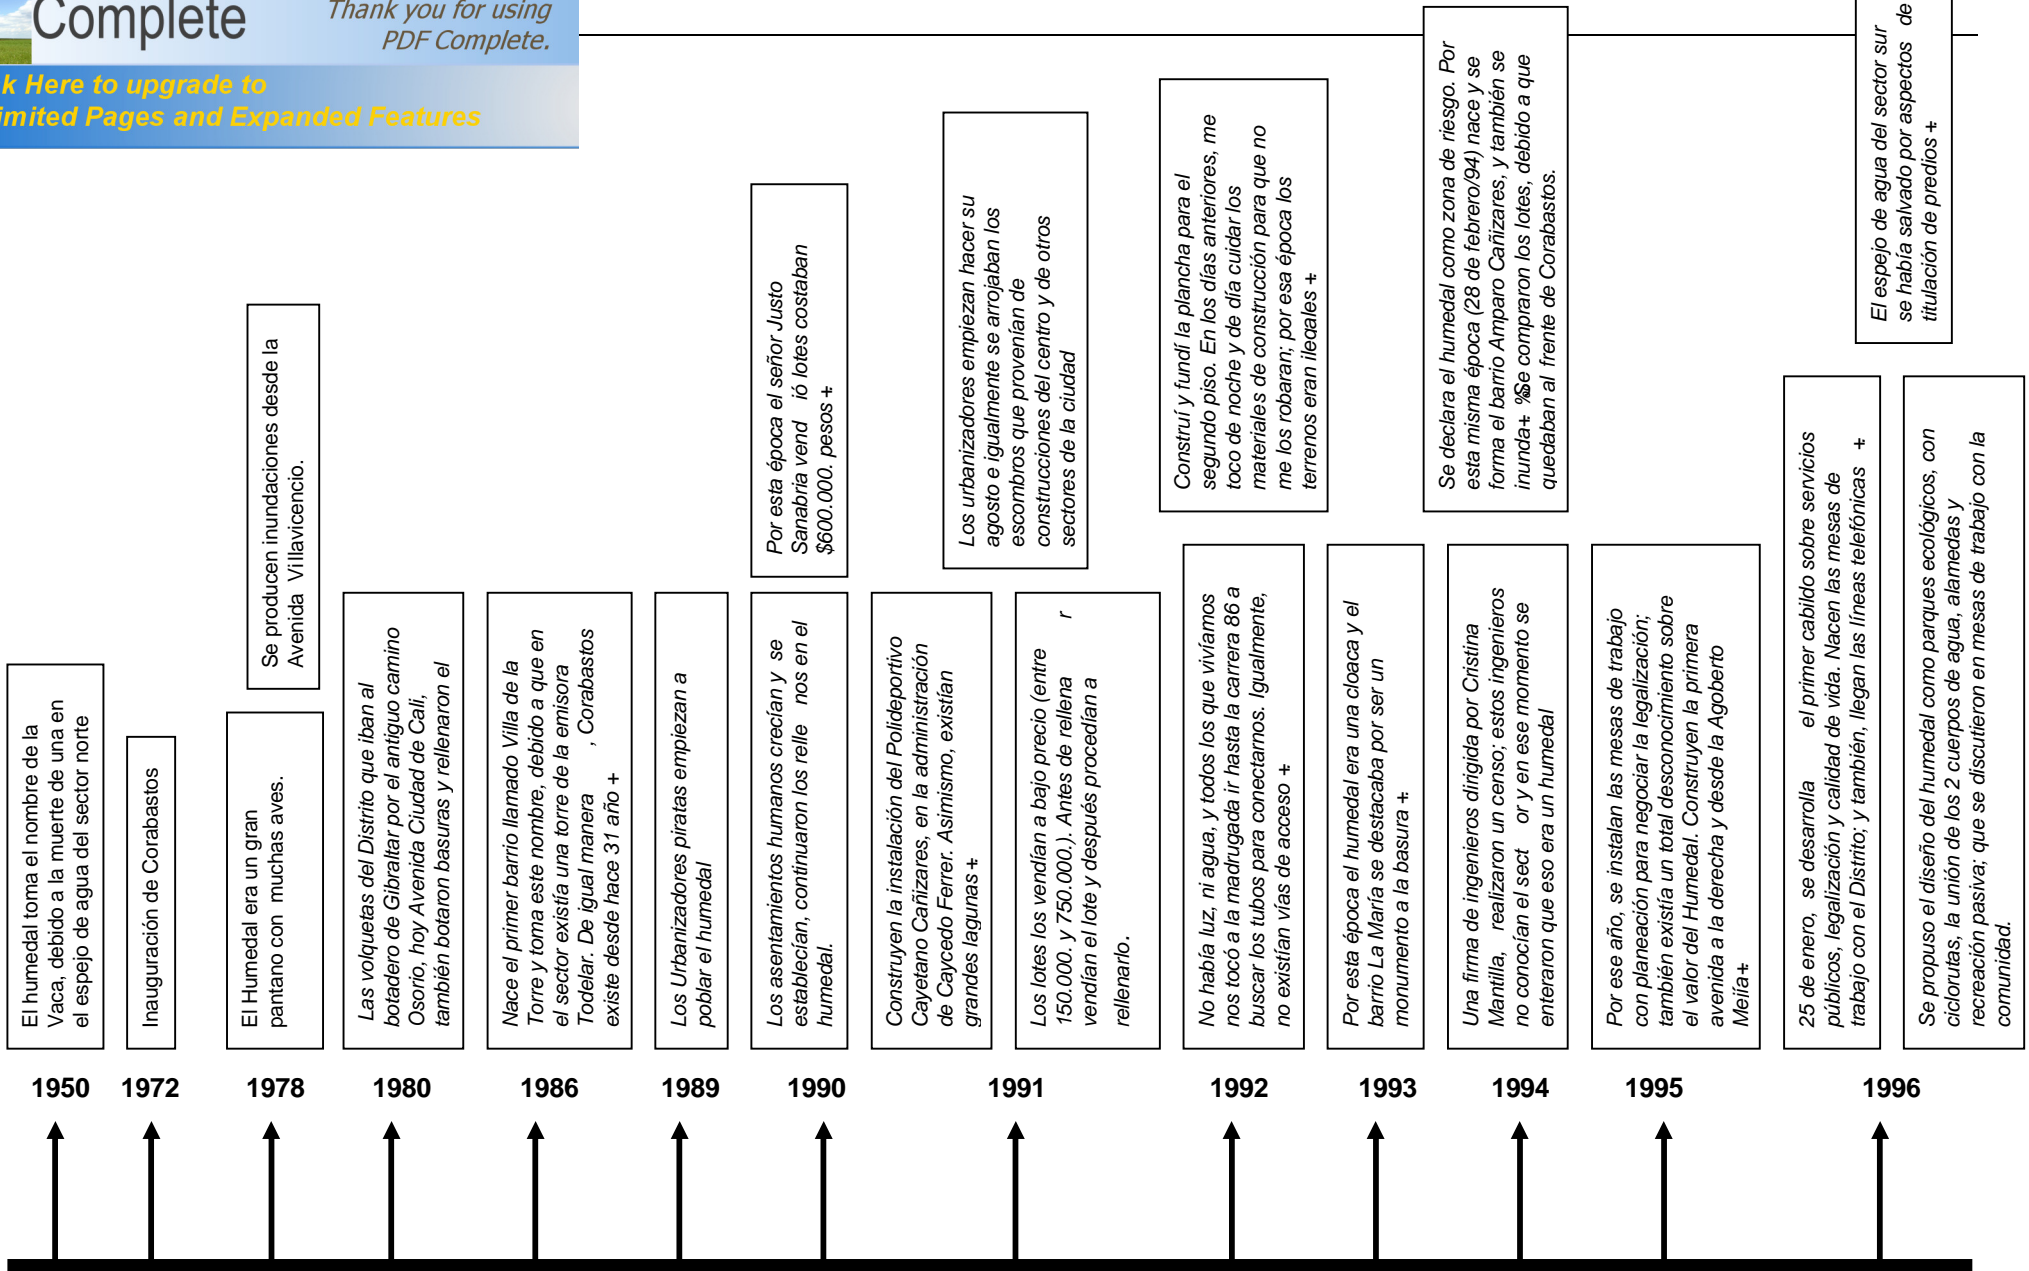 Complete
Thank you for using
PDF Complete.
k Here to upgrade to
imited Pages and Expanded Features
El humedal toma el nombre de la
Vaca, debido a la muerte de una en
el espejo de agua del sector norte
1950
Inauguración de Corabastos
1972
Se producen inundaciones desde la
Avenida Villavicencio.
El Humedal era un gran
pantano con muchas aves.
1978
Las volquetas del Distrito que iban al
botadero de Gibraltar por el antiguo camino
Osorio, hoy Avenida Ciudad de Cali,
también botaron basuras y rellenaron el
1980
Nace el primer barrio llamado Villa de la
Torre y toma este nombre, debido a que en
el sector existía una torre de la emisora
Todelar. De igual manera , Corabastos
existe desde hace 31 año +
1986
Los Urbanizadores piratas empiezan a
poblar el humedal
1989
Por esta época el señor Justo
Sanabria vend ió lotes costaban
$600.000. pesos +.
Los asentamientos humanos crecían y se
establecían, continuaron los relle nos en el
humedal.
1990
Los urbanizadores empiezan hacer su
agosto e igualmente se arrojaban los
escombros que provenían de
construcciones del centro y de otros
sectores de la ciudad
Construyen la instalación del Polideportivo
Cayetano Cañizares, en la administración
de Caycedo Ferrer. Asimismo, existían
grandes lagunas +.
Los lotes los vendían a bajo precio (entre
150.000. y 750.000.). Antes de rellena r
vendían el lote y después procedían a
rellenarlo.
1991
Construí y fundí la plancha para el
segundo piso. En los días anteriores, me
toco de noche y de día cuidar los
materiales de construcción para que no
me los robaran; por esa época los
terrenos eran ilegales +.
No había luz, ni agua, y todos los que vivíamos
nos tocó a la madrugada ir hasta la carrera 86 a
buscar los tubos para conectarnos. Igualmente,
no existían vías de acceso +.
1992
Por esta época el humedal era una cloaca y el
barrio La María se destacaba por ser un
monumento a la basura +.
1993
Se declara el humedal como zona de riesgo. Por
esta misma época (28 de febrero/94) nace y se
forma el barrio Amparo Cañizares, y también se
inunda+. %Se compraron los lotes, debido a que
quedaban al frente de Corabastos.
Una firma de ingenieros dirigida por Cristina
Mantilla, realizaron un censo; estos ingenieros
no conocían el sect or y en ese momento se
enteraron que eso era un humedal
1994
Por ese año, se instalan las mesas de trabajo
con planeación para negociar la legalización;
también existía un total desconocimiento sobre
el valor del Humedal. Construyen la primera
avenida a la derecha y desde la Agoberto
Mejía+.
1995
El espejo de agua del sector sur
se había salvado por aspectos de
titulación de predios +.
25 de enero, se desarrolla el primer cabildo sobre servicios
públicos, legalización y calidad de vida. Nacen las mesas de
trabajo con el Distrito; y también, llegan las líneas telefónicas +.
Se propuso el diseño del humedal como parques ecológicos, con
ciclorutas, la unión de los 2 cuerpos de agua, alamedas y
recreación pasiva; que se discutieron en mesas de trabajo con la
comunidad.
1996